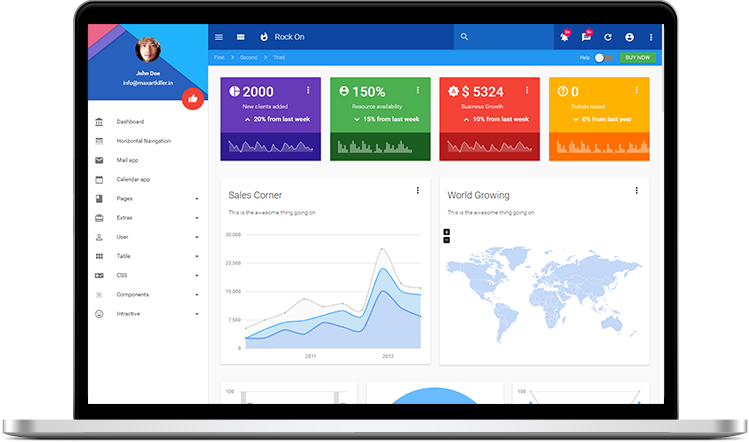 Rock On
9+
9+
John Doe
info@maxartkiller.in
First > Second > Third
Help
BUY NOW
Dashboard
Horizontal Navigation
Mail app
Calendar app
Pages
Extras
User
Table
CSS
Components
Intractive
2000
New clients added
20% from last week
150%
Resource availability
15% from last week
$ 5324
Business Growth
10% from last week
0
Tickets raised
0% from last year
Sales Corner
This is the awesome thing going on
30,000
22,500
15,000
7,500
0
2011
2012
World Growing
This is the awesome thing going on
+
−
100
100